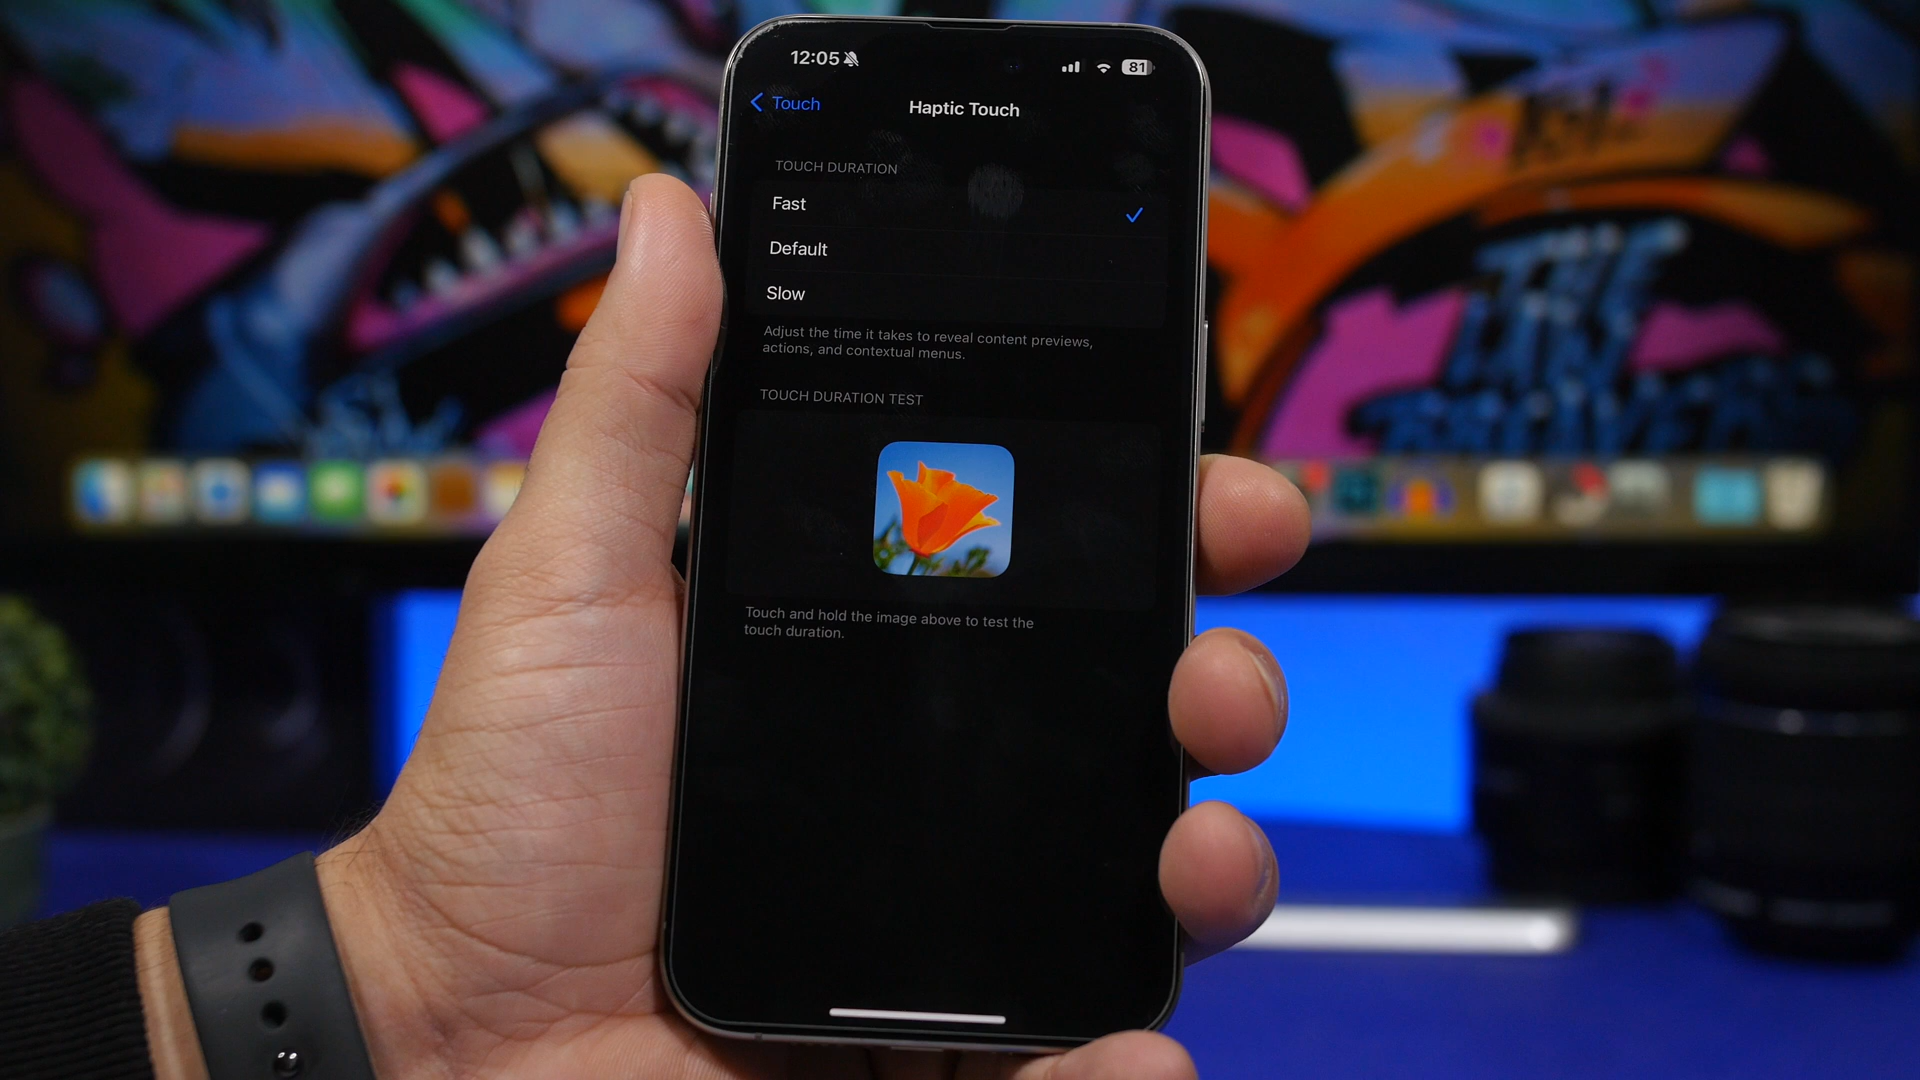 12:05
81
Touch
Haptic Touch
TOUCH DURATION
Fast
Default
Slow
Adjust the time it takes to reveal content previews,
actions, and contextual menus.
TOUCH DURATION TEST
Touch and hold the image above to test the
touch duration.
THE